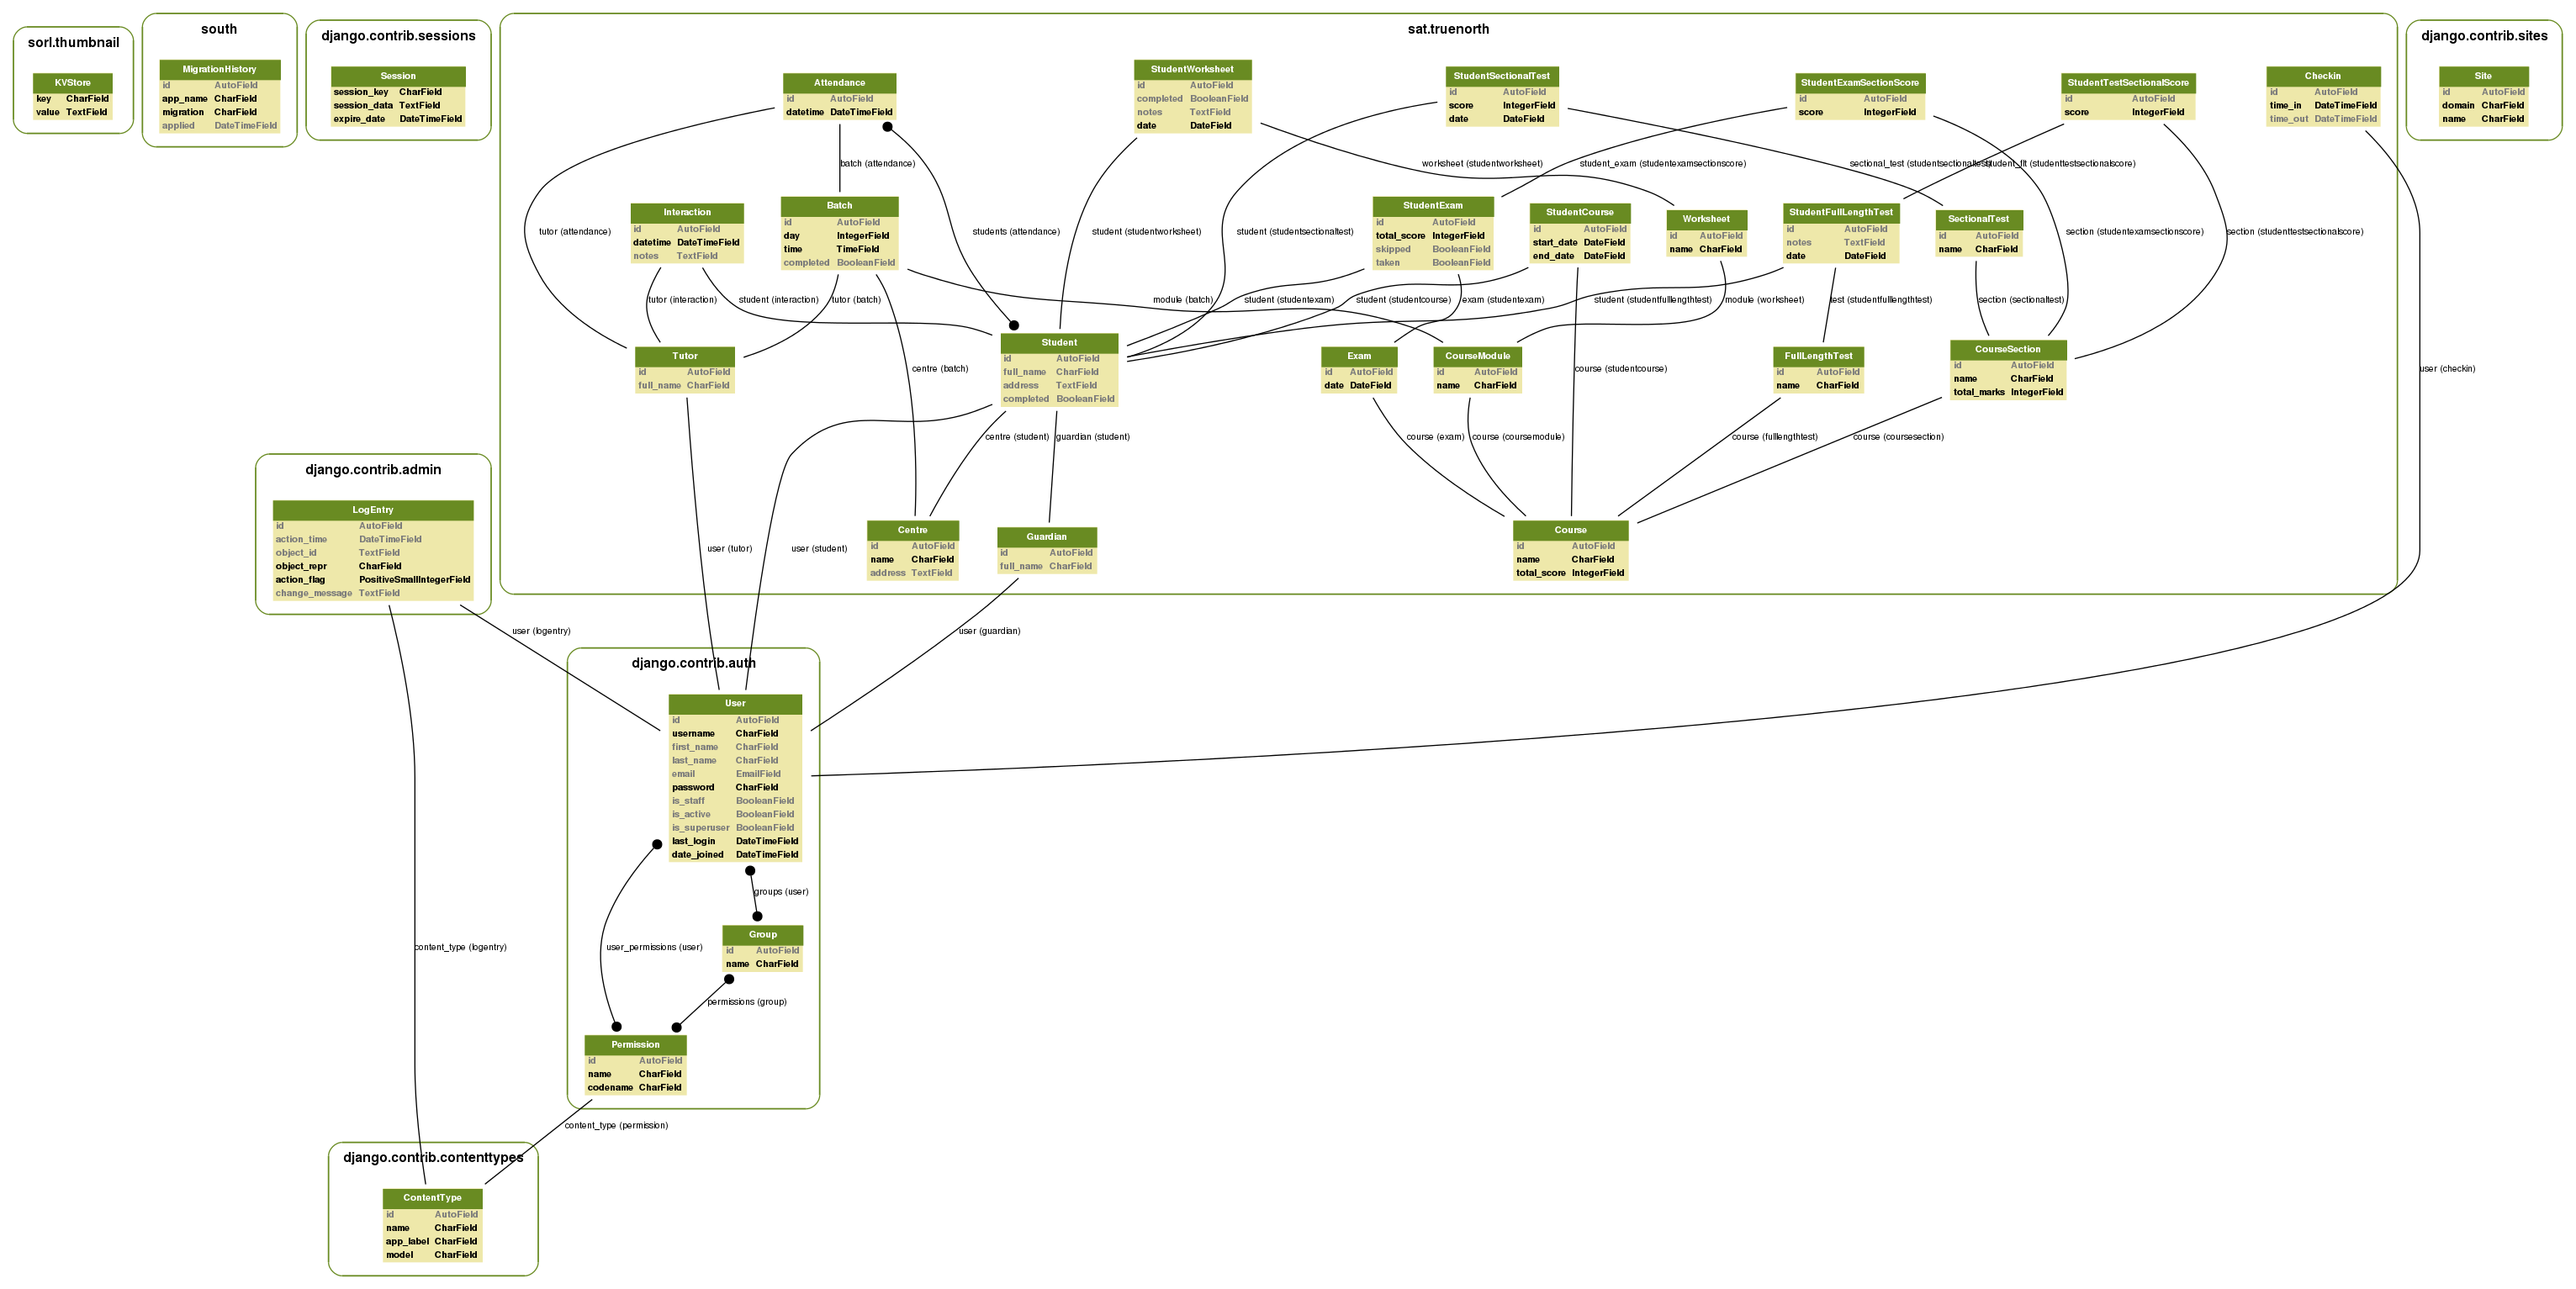 sorl.thumbnail
KVStore
key CharField
value TextField
south
MigrationHistory
id AutoField
app_name CharField
migration CharField
applied DateTimeField
django.contrib.sessions
Session
session_key CharField
session_data TextField
expire_date DateTimeField
sat.truenorth
Attendance
id AutoField
datetime DateTimeField
StudentWorksheet
id AutoField
completed BooleanField
notes TextField
date DateField
StudentSectionalTest
id AutoField
score IntegerField
date DateField
StudentExamSectionScore
id AutoField
score IntegerField
StudentTestSectionalScore
id AutoField
score IntegerField
Checkin
id AutoField
time_in DateTimeField
time_out DateTimeField
django.contrib.sites
Site
id AutoField
domain CharField
name CharField
batch (attendance)
worksheet (studentworksheet)
student_exam (studentexamsectionscore)
sectional_test (studentsectionaltest)
student_flt (studenttestsectionalscore)
Interaction
id AutoField
datetime DateTimeField
notes TextField
Batch
id AutoField
day IntegerField
time TimeField
completed BooleanField
StudentExam
id AutoField
total_score IntegerField
skipped BooleanField
taken BooleanField
StudentCourse
id AutoField
start_date DateField
end_date DateField
Worksheet
id AutoField
name CharField
StudentFullLengthTest
id AutoField
notes TextField
date DateField
SectionalTest
id AutoField
name CharField
tutor (attendance)
students (attendance)
student (studentworksheet)
student (studentsectionaltest)
section (studentexamsectionscore)
section (studenttestsectionalscore)
tutor (interaction)
student (interaction)
tutor (batch)
module (batch)
student (studentexam)
student (studentcourse)
exam (studentexam)
student (studentfulllengthtest)
module (worksheet)
test (studentfulllengthtest)
section (sectionaltest)
Tutor
id AutoField
full_name CharField
Student
id AutoField
full_name CharField
address TextField
completed BooleanField
Exam
id AutoField
date DateField
CourseModule
id AutoField
name CharField
FullLengthTest
id AutoField
name CharField
CourseSection
id AutoField
name CharField
total_marks IntegerField
centre (batch)
course (studentcourse)
user (checkin)
centre (student)
guardian (student)
course (exam)
course (coursemodule)
course (fulllengthtest)
course (coursesection)
django.contrib.admin
LogEntry
id AutoField
action_time DateTimeField
object_id TextField
object_repr CharField
action_flag PositiveSmallIntegerField
change_message TextField
user (tutor)
user (student)
Centre
id AutoField
name CharField
address TextField
Guardian
id AutoField
full_name CharField
Course
id AutoField
name CharField
total_score IntegerField
user (logentry)
user (guardian)
django.contrib.auth
User
id AutoField
username CharField
first_name CharField
last_name CharField
email EmailField
password CharField
is_staff BooleanField
is_active BooleanField
is_superuser BooleanField
last_login DateTimeField
date_joined DateTimeField
groups (user)
content_type (logentry)
user_permissions (user)
Group
id AutoField
name CharField
permissions (group)
Permission
id AutoField
name CharField
codename CharField
content_type (permission)
django.contrib.contenttypes
ContentType
id AutoField
name CharField
app_label CharField
model CharField